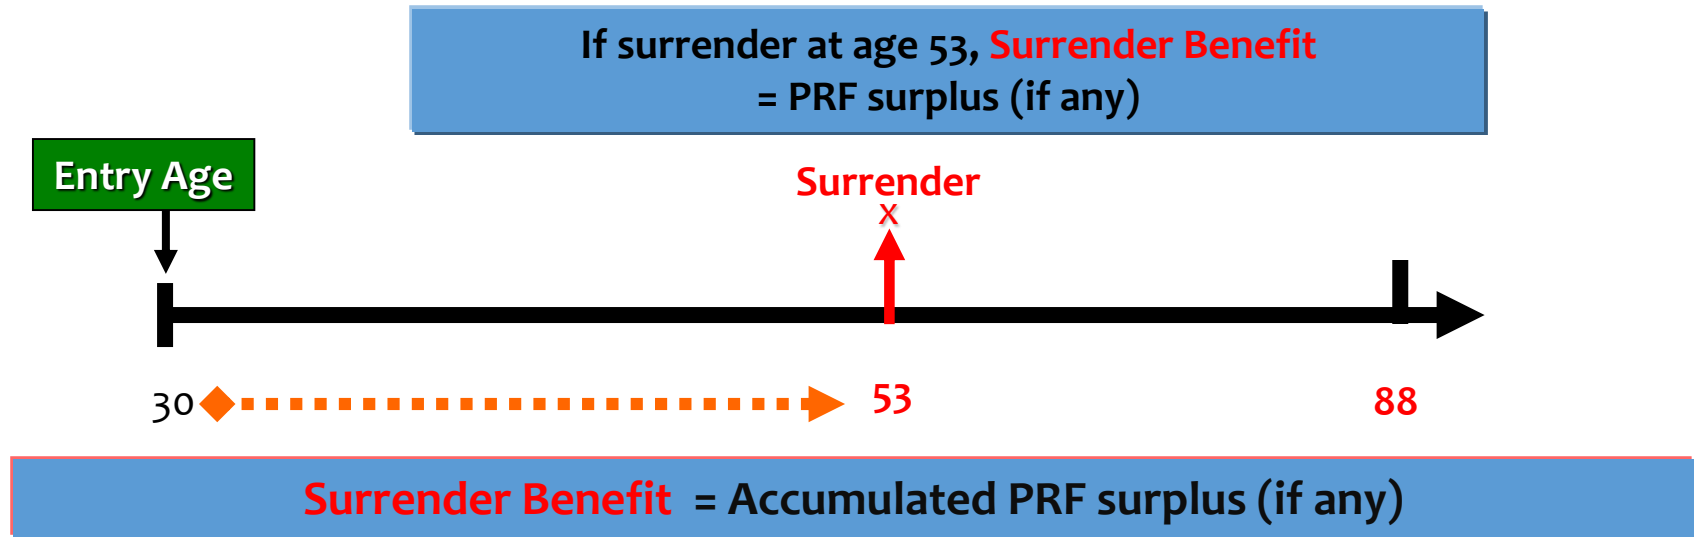 If surrender at age 53, Surrender Benefit
= PRF surplus (if any)
Entry Age
Surrender
x
30
53
88
Surrender Benefit = Accumulated PRF surplus (if any)